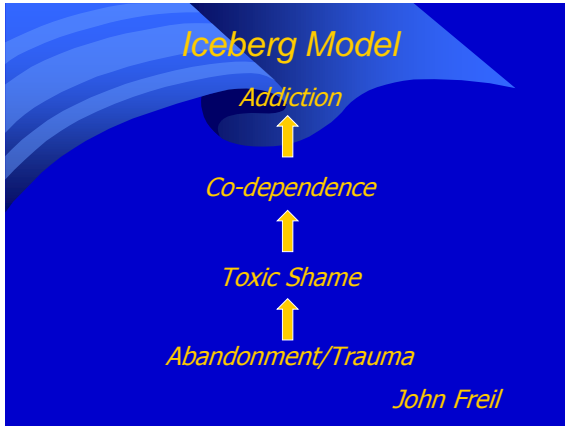 Iceberg Model
Addiction
Co-dependence
Toxic Shame
Abandonment/Trauma
John Freil